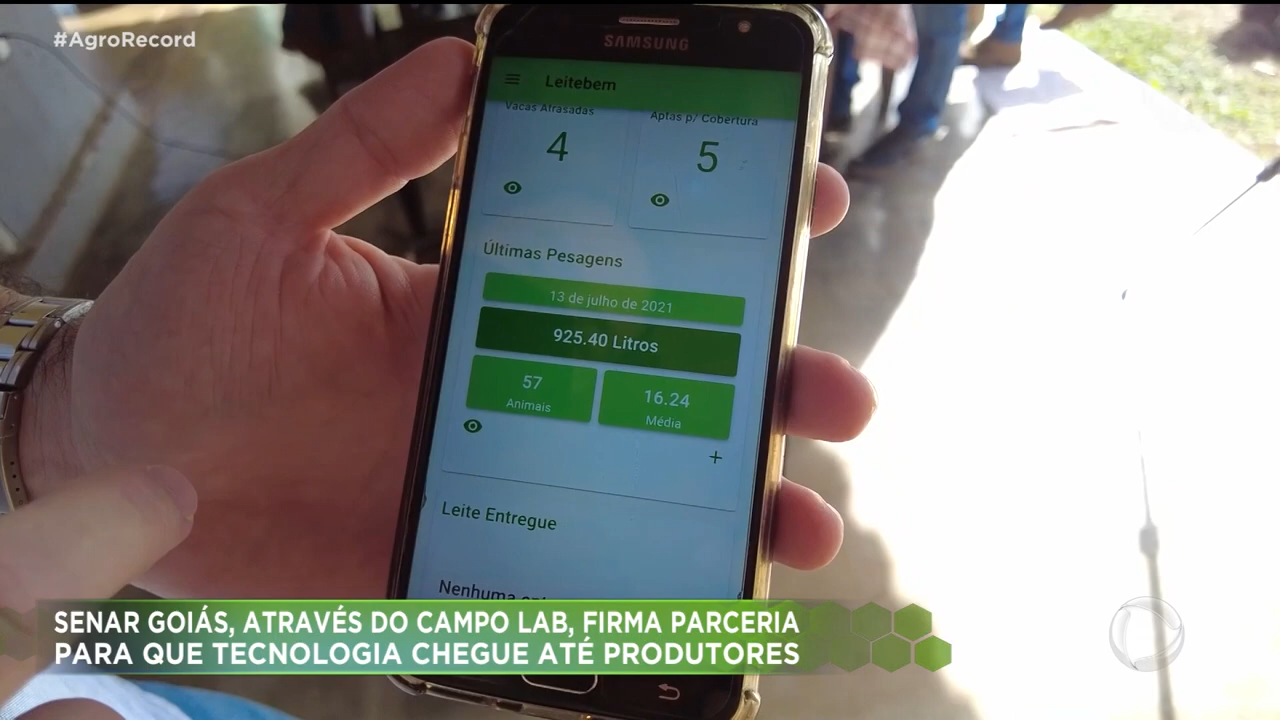 #AgroRecord
SAMSUNG
Leitebem
Vacas Atrasadas
Aptas p/ Cobertura
4
5
Últimas Pesagens
13 de julho de 2021
925.40 Litros
57
16.24
Animais
Média
+
Leite Entregue
Nenhuma
SENAR GOIÁS, ATRAVÉS DO CAMPO LAB, FIRMA PARCERIA
PARA QUE TECNOLOGIA CHEGUE ATÉ PRODUTORES